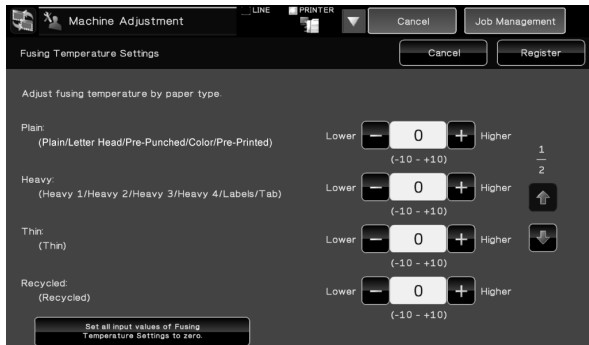 Machine Adjustment
LINE
PRINTER
Cancel
Job Management
Fusing Temperature Settings
Cancel
Register
Adjust fusing temperature by paper type.
Plain:
(Plain/Letter Head/Pre-Punched/Color/Pre-Printed)
Lower − 0 + Higher
(-10 - +10)
1
2
Heavy:
(Heavy 1/Heavy 2/Heavy 3/Heavy 4/Labels/Tab)
Lower − 0 + Higher
(-10 - +10)
Thin:
(Thin)
Lower − 0 + Higher
(-10 - +10)
Recycled:
(Recycled)
Lower − 0 + Higher
(-10 - +10)
Set all input values of Fusing
Temperature Settings to zero.